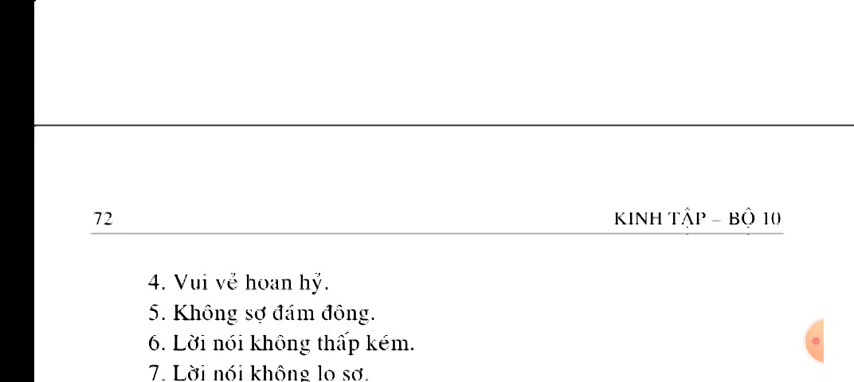 72 KINH TẬP – BỘ 10
4. Vui vẻ hoan hỷ.
5. Không sợ đám đông.
6. Lời nói không thấp kém.
7. Lời nói không lo sợ.